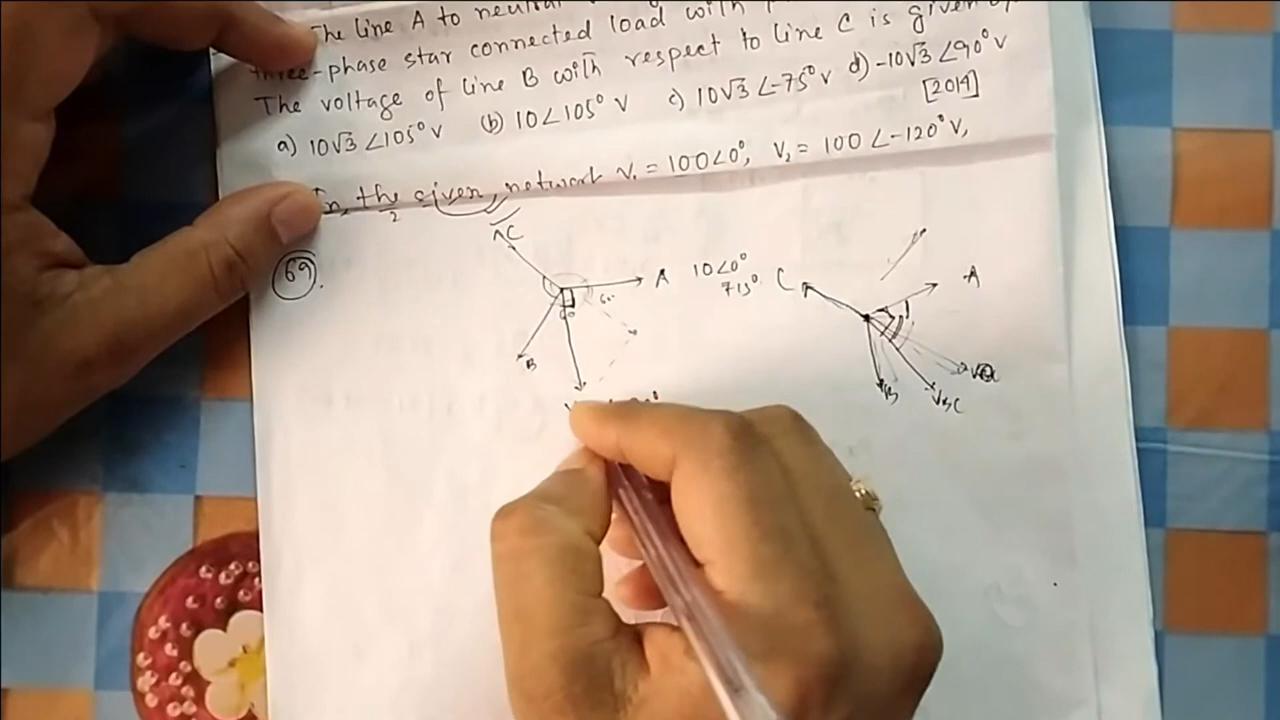 The line A to neutral
three-phase star connected load with
The voltage of line B with respect to line C is given
a) 10√3 ∠105° V (b) 10∠105° V c) 10√3 ∠-75° V d) -10√3 ∠90° V
[2014]
In the given network V₁ = 100∠0°, V₂ = 100∠-120° V,
69.
C
A
10∠0°
B
C
A
B
VBC